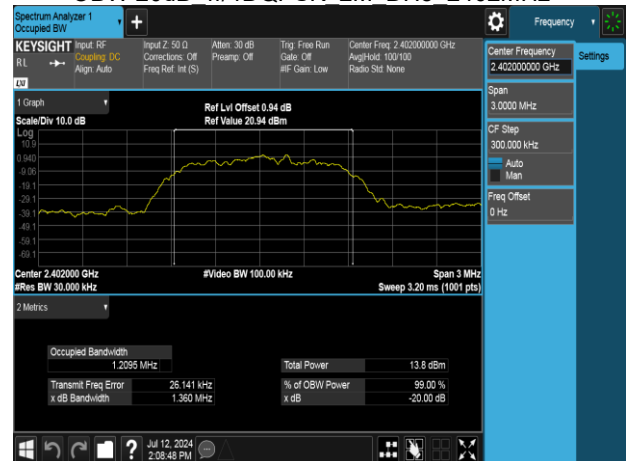 Spectrum Analyzer 1
Occupied BW
Frequency
KEYSIGHT
RL
LXI
Input: RF
Coupling: DC
Align: Auto
Input Z: 50 Ω
Corrections: Off
Freq Ref: Int (S)
Atten: 30 dB
Preamp: Off
Trig: Free Run
Gate: Off
#IF Gain: Low
Center Freq: 2.402000000 GHz
Avg|Hold: 100/100
Radio Std: None
Center Frequency
2.402000000 GHz
Settings
Span
3.0000 MHz
CF Step
300.000 kHz
Auto
Man
Freq Offset
0 Hz
1 Graph
Scale/Div 10.0 dB
Ref Lvl Offset 0.94 dB
Ref Value 20.94 dBm
Log
10.9
0.940
-9.06
-19.1
-29.1
-39.1
-49.1
-59.1
-69.1
Center 2.402000 GHz
#Res BW 30.000 kHz
#Video BW 100.00 kHz
Span 3 MHz
Sweep 3.20 ms (1001 pts)
2 Metrics
Occupied Bandwidth
1.2095 MHz
Total Power 13.8 dBm
Transmit Freq Error 26.141 kHz
% of OBW Power 99.00 %
x dB Bandwidth 1.360 MHz
x dB -20.00 dB
Jul 12, 2024
2:08:48 PM